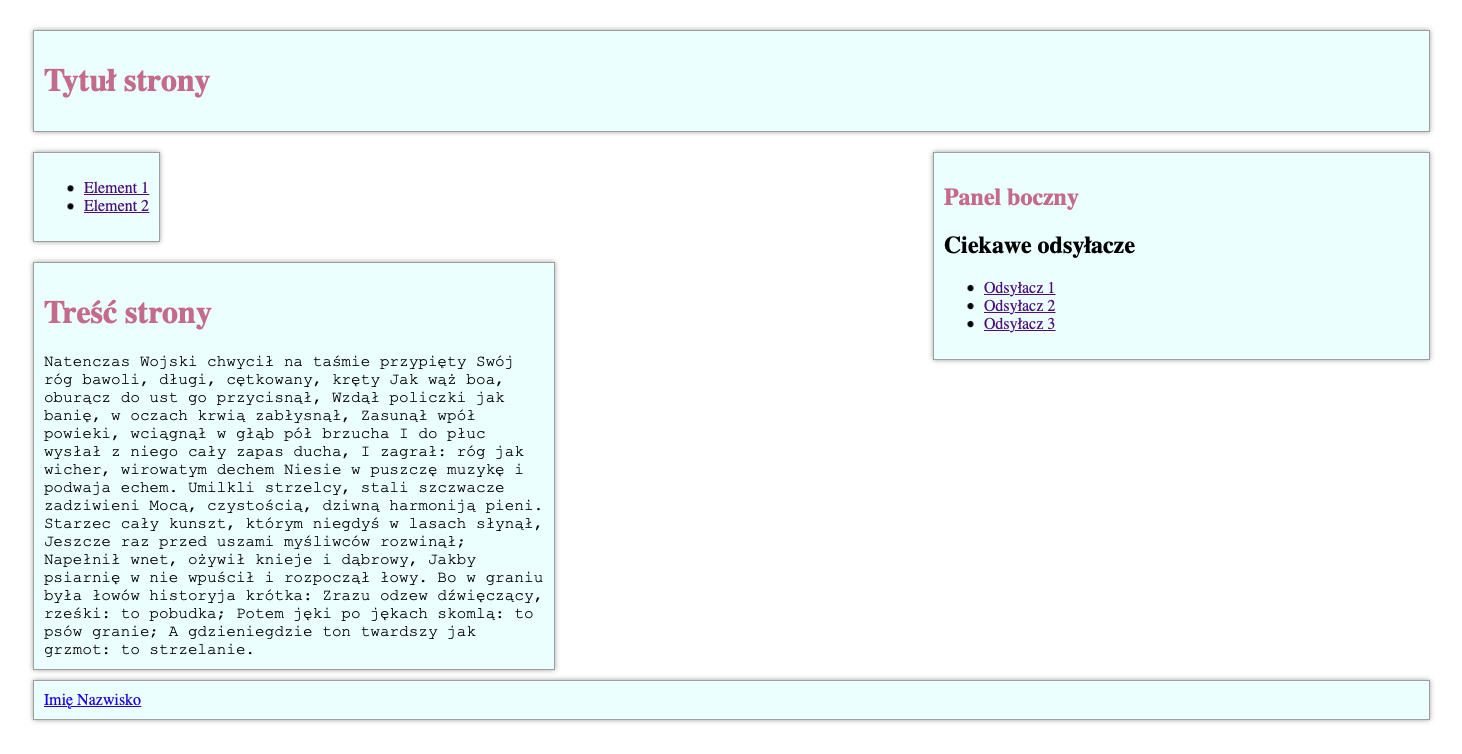 Tytuł strony
Element 1
Element 2
Panel boczny
Ciekawe odsyłacze
Odsyłacz 1
Odsyłacz 2
Odsyłacz 3
Treść strony
Natenczas Wojski chwycił na taśmie przypięty Swój
róg bawoli, długi, cętkowany, kręty Jak wąż boa,
oburącz do ust go przycisnął, Wzdął policzki jak
banię, w oczach krwią zabłysnął, Zasunął wpół
powieki, wciągnął w głąb pół brzucha I do płuc
wysłał z niego cały zapas ducha, I zagrał: róg jak
wicher, wirowatym dechem Niesie w puszczę muzykę i
podwaja echem. Umilkli strzelcy, stali szczwacze
zadziwieni Mocą, czystością, dziwną harmoniją pieni.
Starzec cały kunszt, którym niegdyś w lasach słynął,
Jeszcze raz przed uszami myśliwców rozwinął;
Napełnił wnet, ożywił knieje i dąbrowy, Jakby
psiarnię w nie wpuścił i rozpoczął łowy. Bo w graniu
była łowów historyja krótka: Zrazu odzew dźwięczący,
rześki: to pobudka; Potem jęki po jękach skomlą: to
psów granie; A gdzieniegdzie ton twardszy jak
grzmot: to strzelanie.
Imię Nazwisko